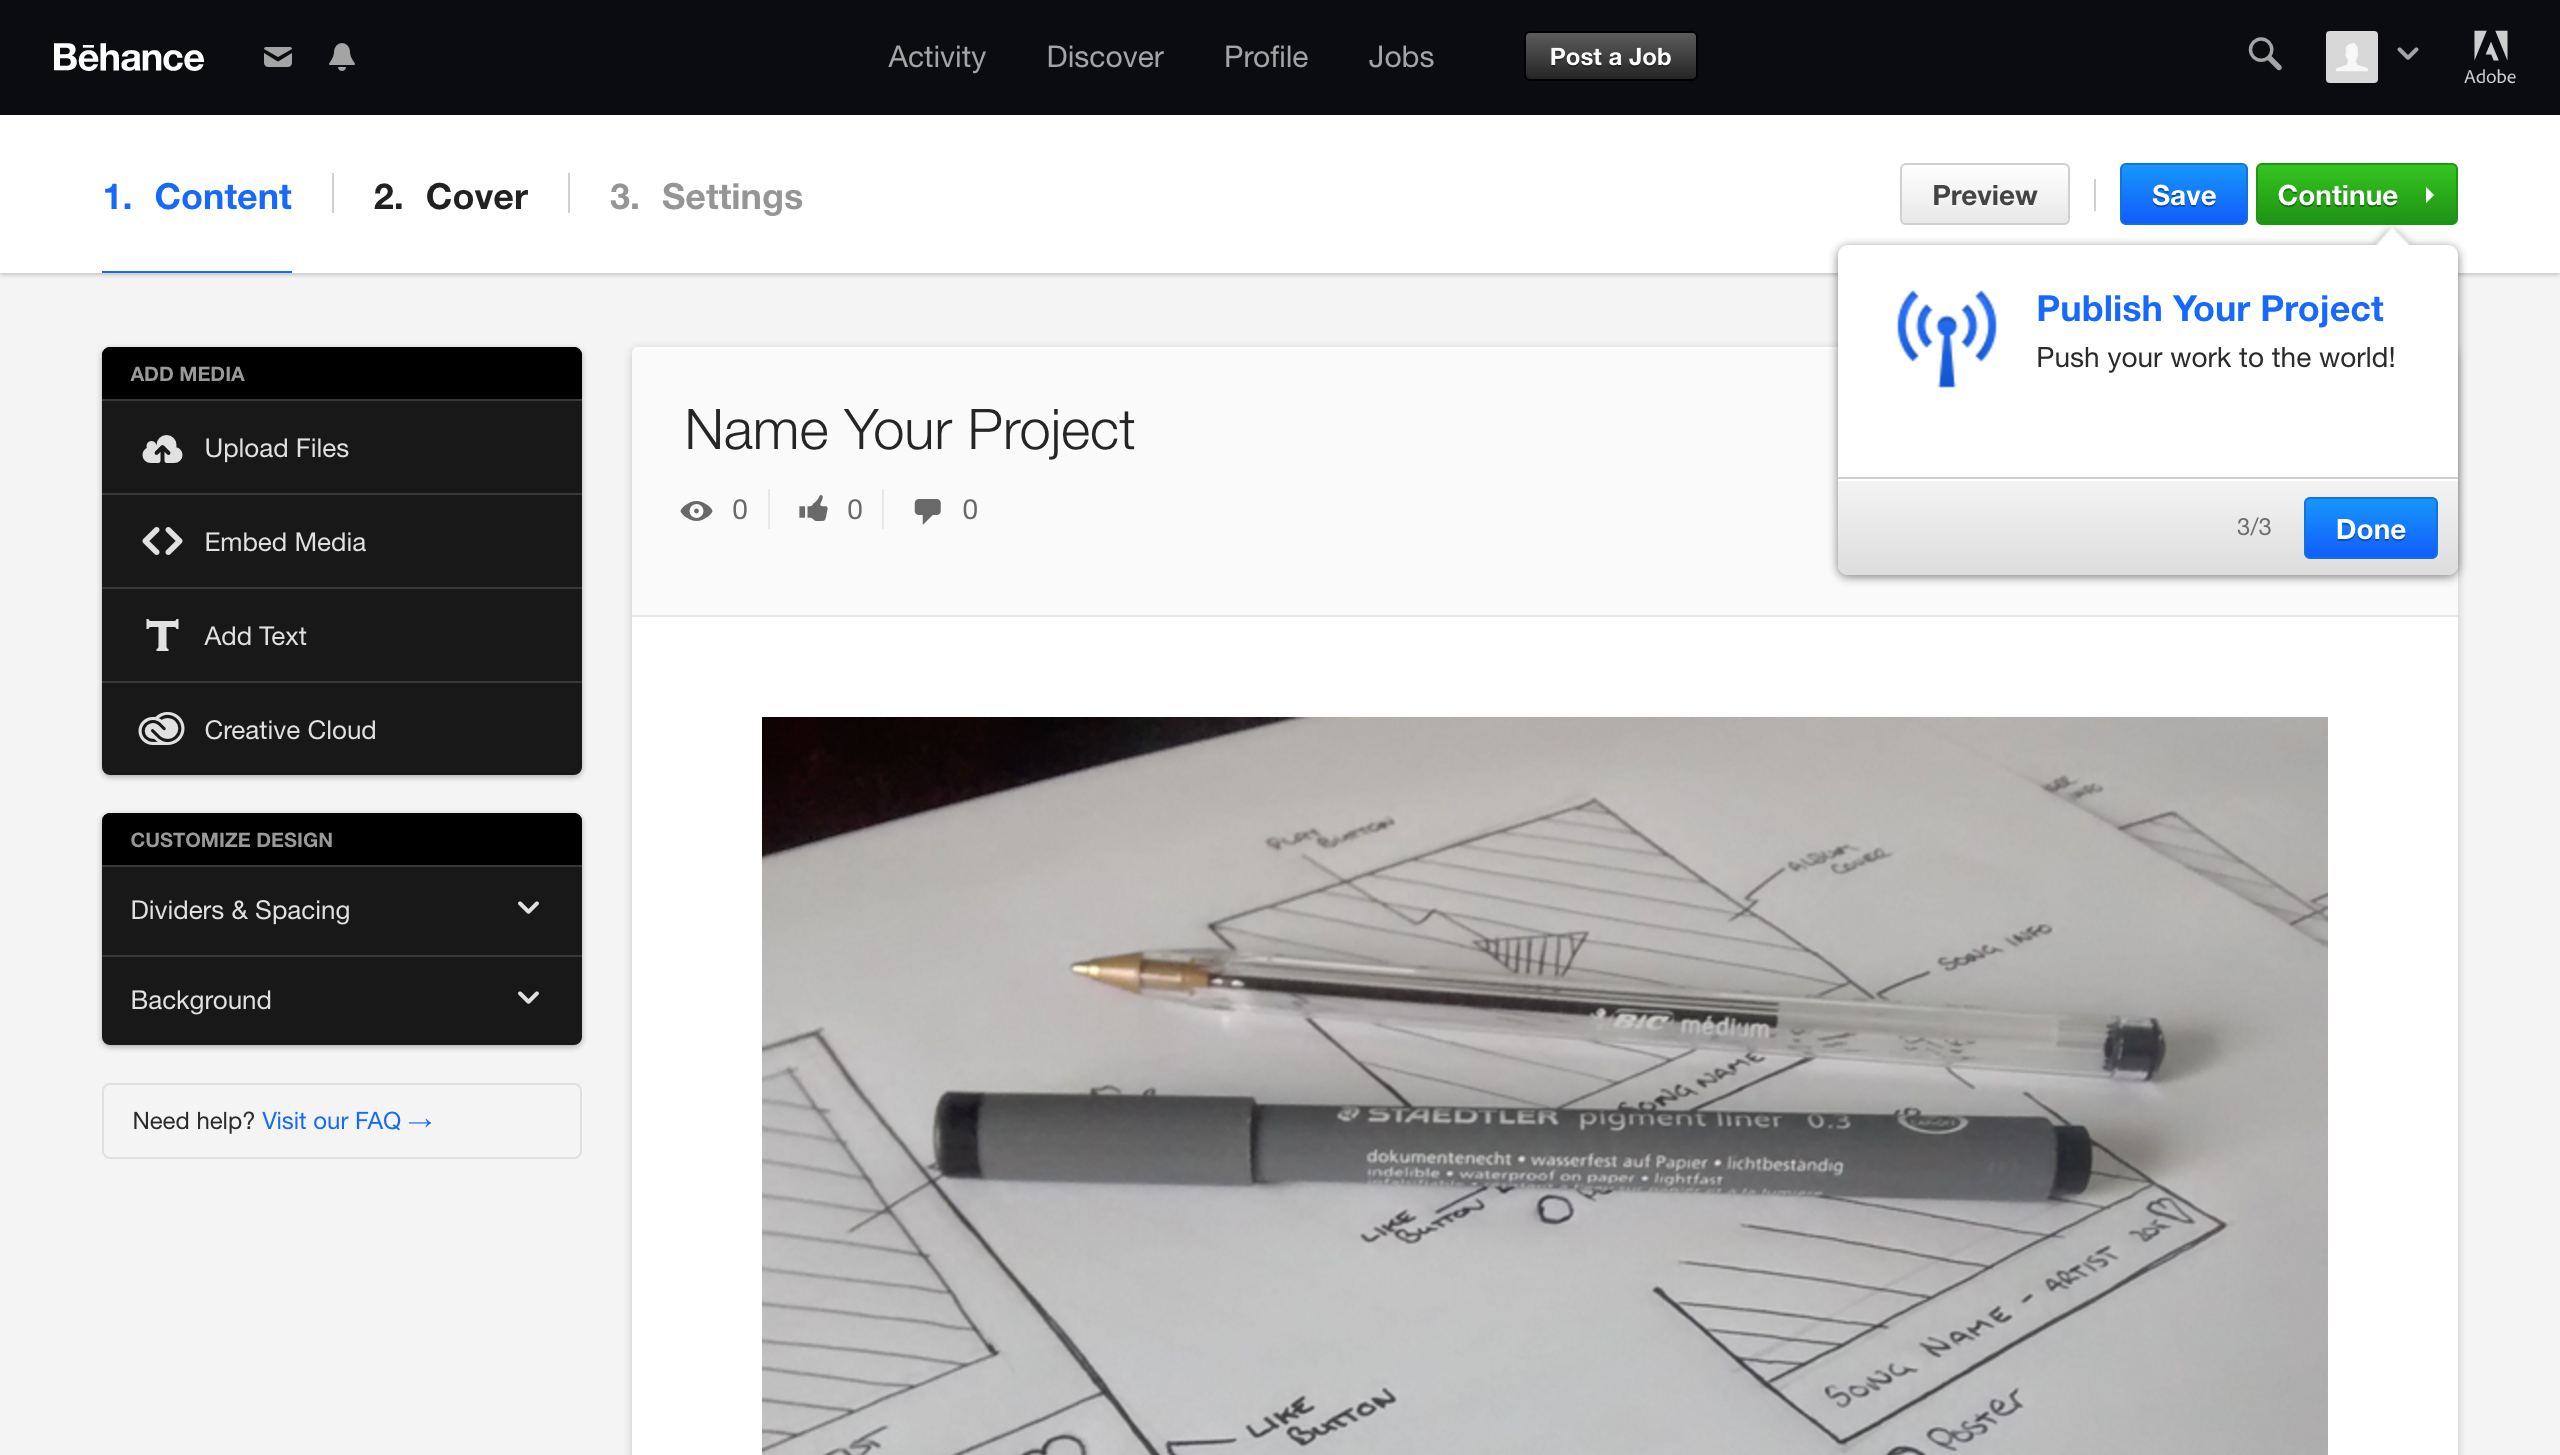 Bēhance
Activity
Discover
Profile
Jobs
Post a Job
Adobe
1. Content
2. Cover
3. Settings
Preview
Save
Continue
Publish Your Project
Push your work to the world!
3/3
Done
ADD MEDIA
Upload Files
Embed Media
Add Text
Creative Cloud
CUSTOMIZE DESIGN
Dividers & Spacing
Background
Need help? Visit our FAQ →
Name Your Project
0
0
0
PLAY
BUTTON
ALBUM
COVER
SONG INFO
BIC médium
SONG NAME
STAEDTLER pigment liner 0.3
dokumentenecht • wasserfest auf Papier • lichtbeständig
indelible • waterproof on paper • lightfast
LIKE
BUTTON
SONG NAME - ARTIST
LIKE
BUTTON
POSTER